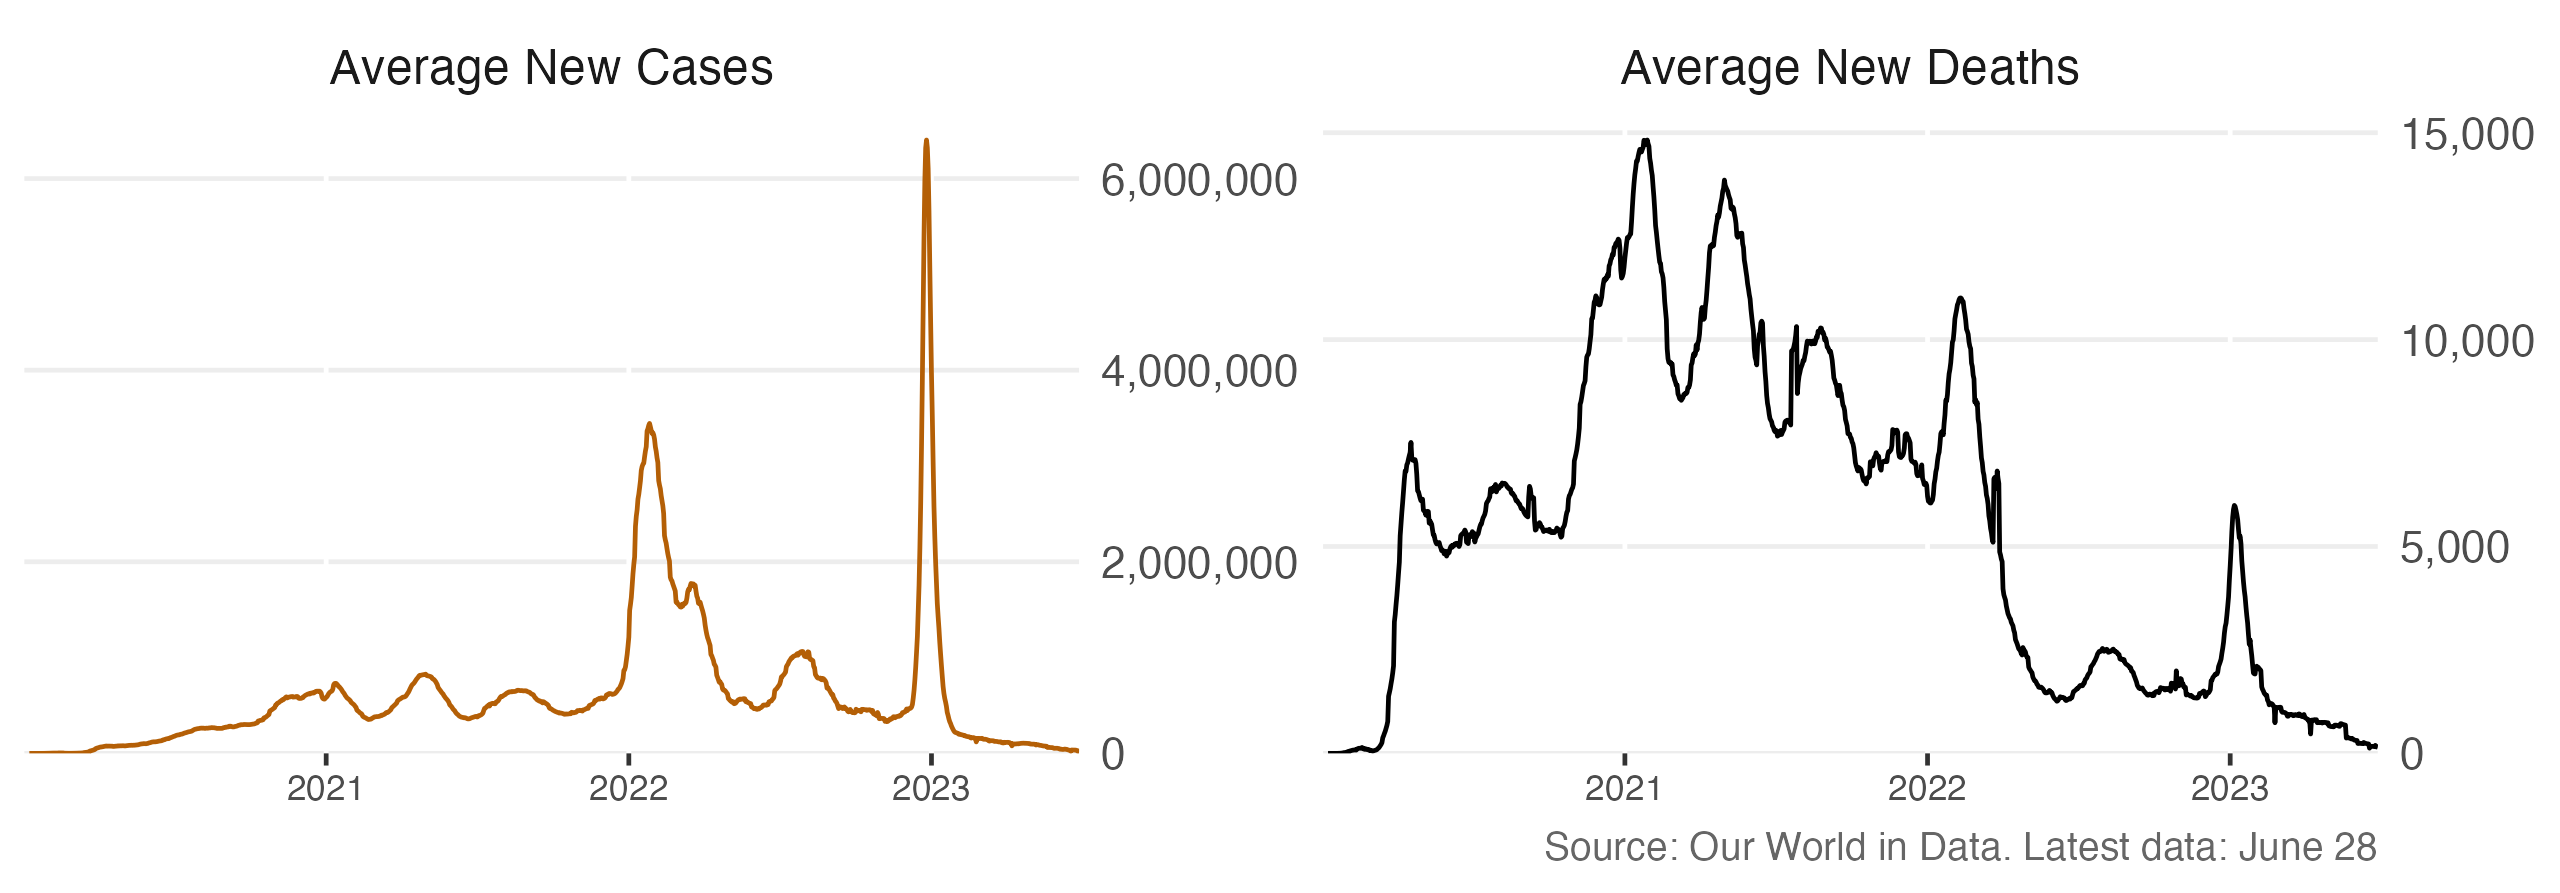 Average New Cases
6,000,000
4,000,000
2,000,000
0
2021 2022 2023
Average New Deaths
15,000
10,000
5,000
0
2021 2022 2023
Source: Our World in Data. Latest data: June 28